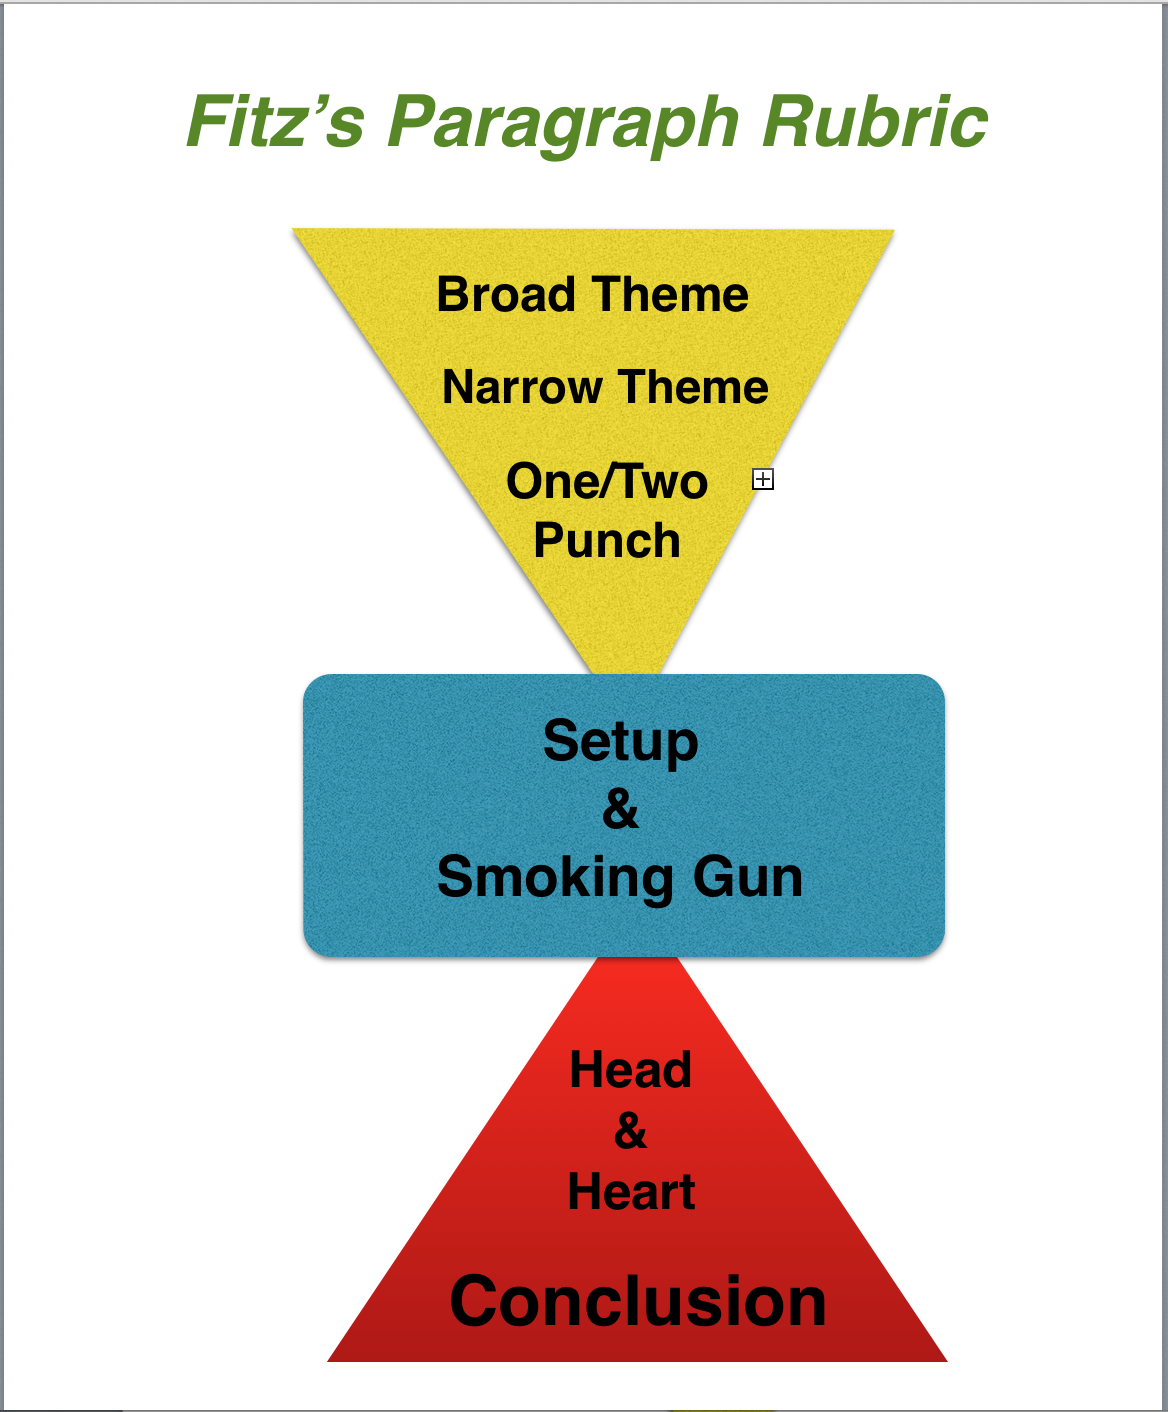 Fitz’s Paragraph Rubric
Broad Theme
Narrow Theme
One/Two
Punch
Setup
&
Smoking Gun
Head
&
Heart
Conclusion